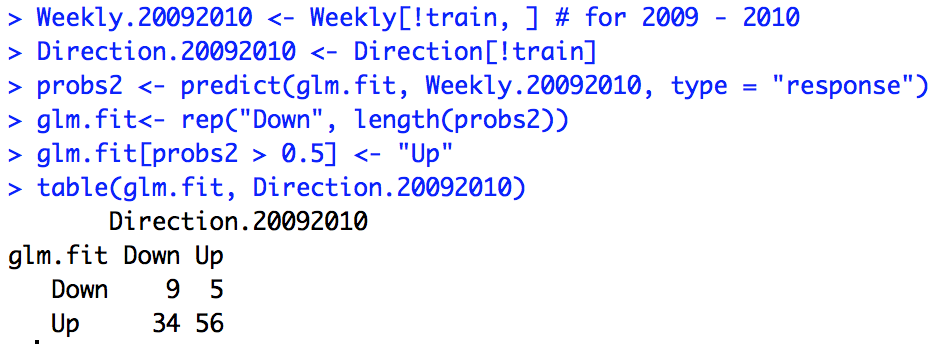 > Weekly.20092010 <- Weekly[!train, ] # for 2009 - 2010
> Direction.20092010 <- Direction[!train]
> probs2 <- predict(glm.fit, Weekly.20092010, type = "response")
> glm.fit<- rep("Down", length(probs2))
> glm.fit[probs2 > 0.5] <- "Up"
> table(glm.fit, Direction.20092010)
       Direction.20092010
glm.fit Down Up
   Down    9  5
   Up     34 56